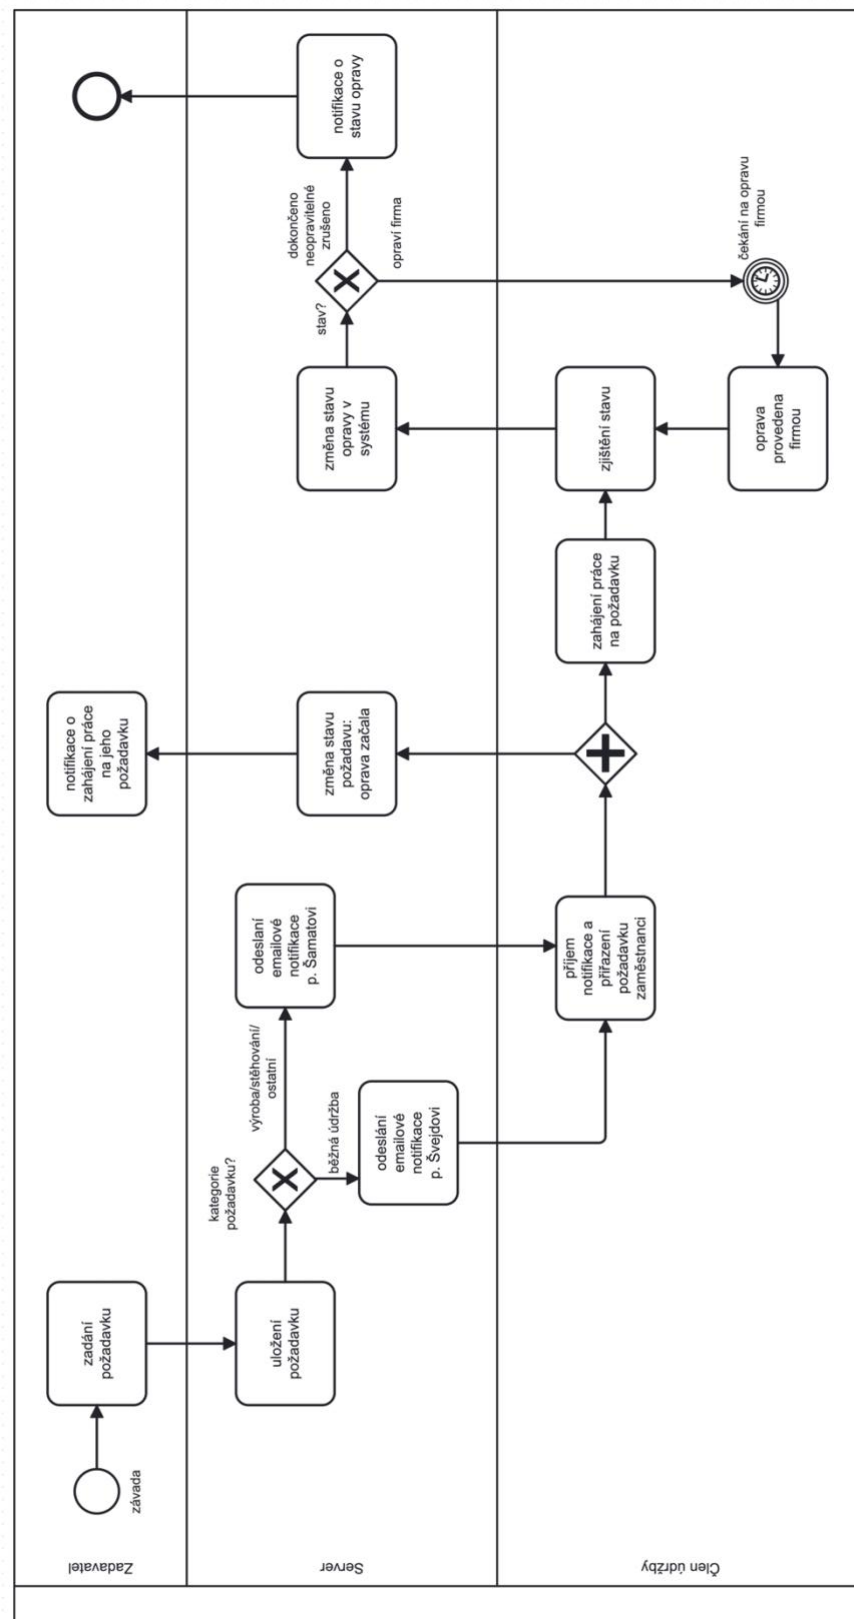 Zadavatel
závada
zadání
požadavku
notifikace o
zahájení práce
na jeho
požadavku
Server
uložení
požadavku
kategorie
požadavku?
výroba/stěhování/
ostatní
běžná údržba
odeslaní
emailové
notifikace
p. Šamatovi
odeslání
emailové
notifikace
p. Švejdovi
změna stavu
požadavu:
oprava začala
změna stavu
opravy v
systému
stav?
dokončeno
neopravitelné
zrušeno
opraví firma
notifikace o
stavu opravy
Člen údržby
příjem
notifikace a
přiřazení
požadavku
zaměstnanci
zahájení práce
na požadavku
zjištění stavu
oprava
provedena
firmou
čekání na opravu
firmou